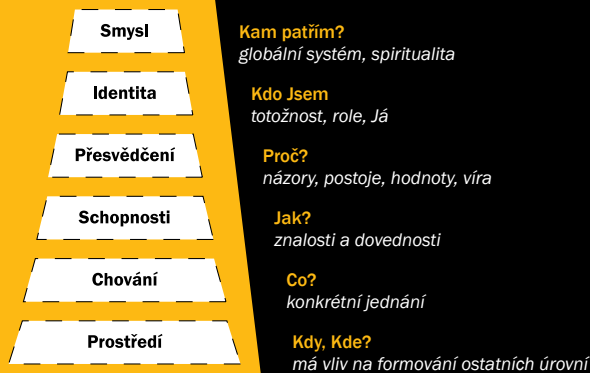 Smysl
Kam patřím?
globální systém, spiritualita
Identita
Kdo Jsem
totožnost, role, Já
Přesvědčení
Proč?
názory, postoje, hodnoty, víra
Schopnosti
Jak?
znalosti a dovednosti
Chování
Co?
konkrétní jednání
Prostředí
Kdy, Kde?
má vliv na formování ostatních úrovní